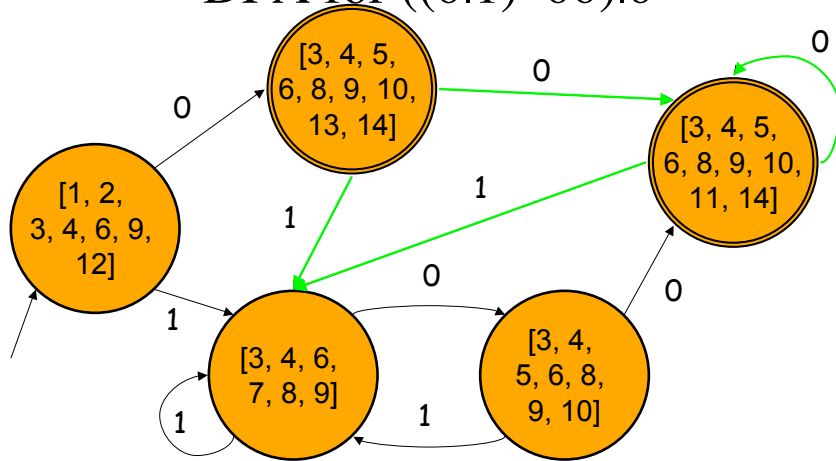 [3, 4, 5,
6, 8, 9, 10,
13, 14]
0
0
0
[3, 4, 5,
6, 8, 9, 10,
11, 14]
[1, 2,
3, 4, 6, 9,
12]
1
1
0
1
0
[3, 4, 6,
7, 8, 9]
[3, 4,
5, 6, 8,
9, 10]
1
1